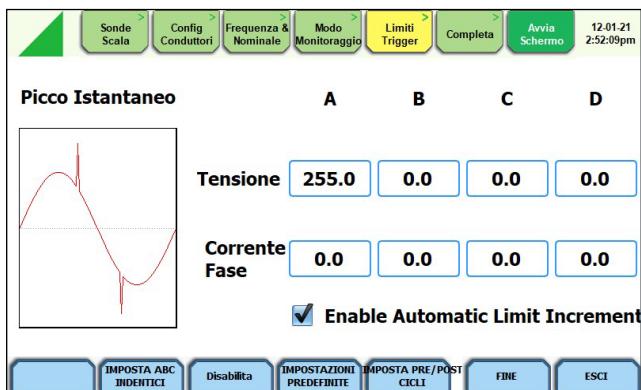 Sonde Scala
Config Conduttori
Frequenza & Nominale
Modo Monitoraggio
Limiti Trigger
Completa
Avvia Schermo
12-01-21
2:52:09pm
Picco Istantaneo
A B C D
Tensione 255.0 0.0 0.0 0.0
Corrente Fase 0.0 0.0 0.0 0.0
Enable Automatic Limit Increment
IMPOSTA ABC INDENTICI
Disabilita
IMPOSTAZIONI PREDEFINITE
IMPOSTA PRE/POST CICLI
FINE
ESCI